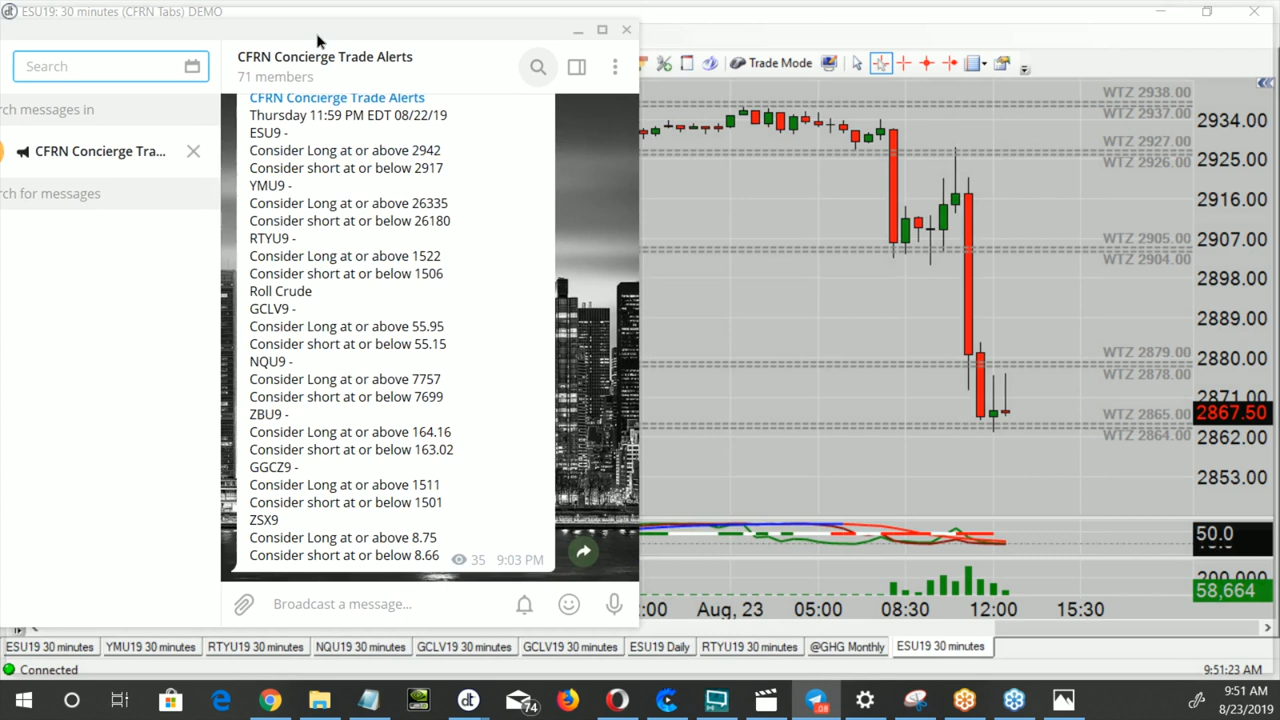 ESU19: 30 minutes (CFRN Tabs) DEMO
Search
rch messages in
CFRN Concierge Tra...
rch for messages
CFRN Concierge Trade Alerts
71 members
CFRN Concierge Trade Alerts
Thursday 11:59 PM EDT 08/22/19
ESU9 -
Consider Long at or above 2942
Consider short at or below 2917
YMU9 -
Consider Long at or above 26335
Consider short at or below 26180
RTYU9 -
Consider Long at or above 1522
Consider short at or below 1506
Roll Crude
GCLV9 -
Consider Long at or above 55.95
Consider short at or below 55.15
NQU9 -
Consider Long at or above 7757
Consider short at or below 7699
ZBU9 -
Consider Long at or above 164.16
Consider short at or below 163.02
GGCZ9 -
Consider Long at or above 1511
Consider short at or below 1501
ZSX9
Consider Long at or above 8.75
Consider short at or below 8.66
35 9:03 PM
Broadcast a message...
Trade Mode
WTZ 2938.00
WTZ 2937.00
WTZ 2927.00
WTZ 2926.00
WTZ 2905.00
WTZ 2904.00
WTZ 2879.00
WTZ 2878.00
WTZ 2865.00
WTZ 2864.00
2934.00
2925.00
2916.00
2907.00
2898.00
2889.00
2880.00
2871.00
2867.50
2862.00
2853.00
50.0
200,000
58,664
:00 Aug, 23 05:00 08:30 12:00 15:30
ESU19 30 minutes YMU19 30 minutes RTYU19 30 minutes NQU19 30 minutes GCLV19 30 minutes GCLV19 30 minutes ESU19 Daily RTYU19 30 minutes @GHG Monthly ESU19 30 minutes
Connected
9:51:23 AM
dt
74
08
9:51 AM
8/23/2019